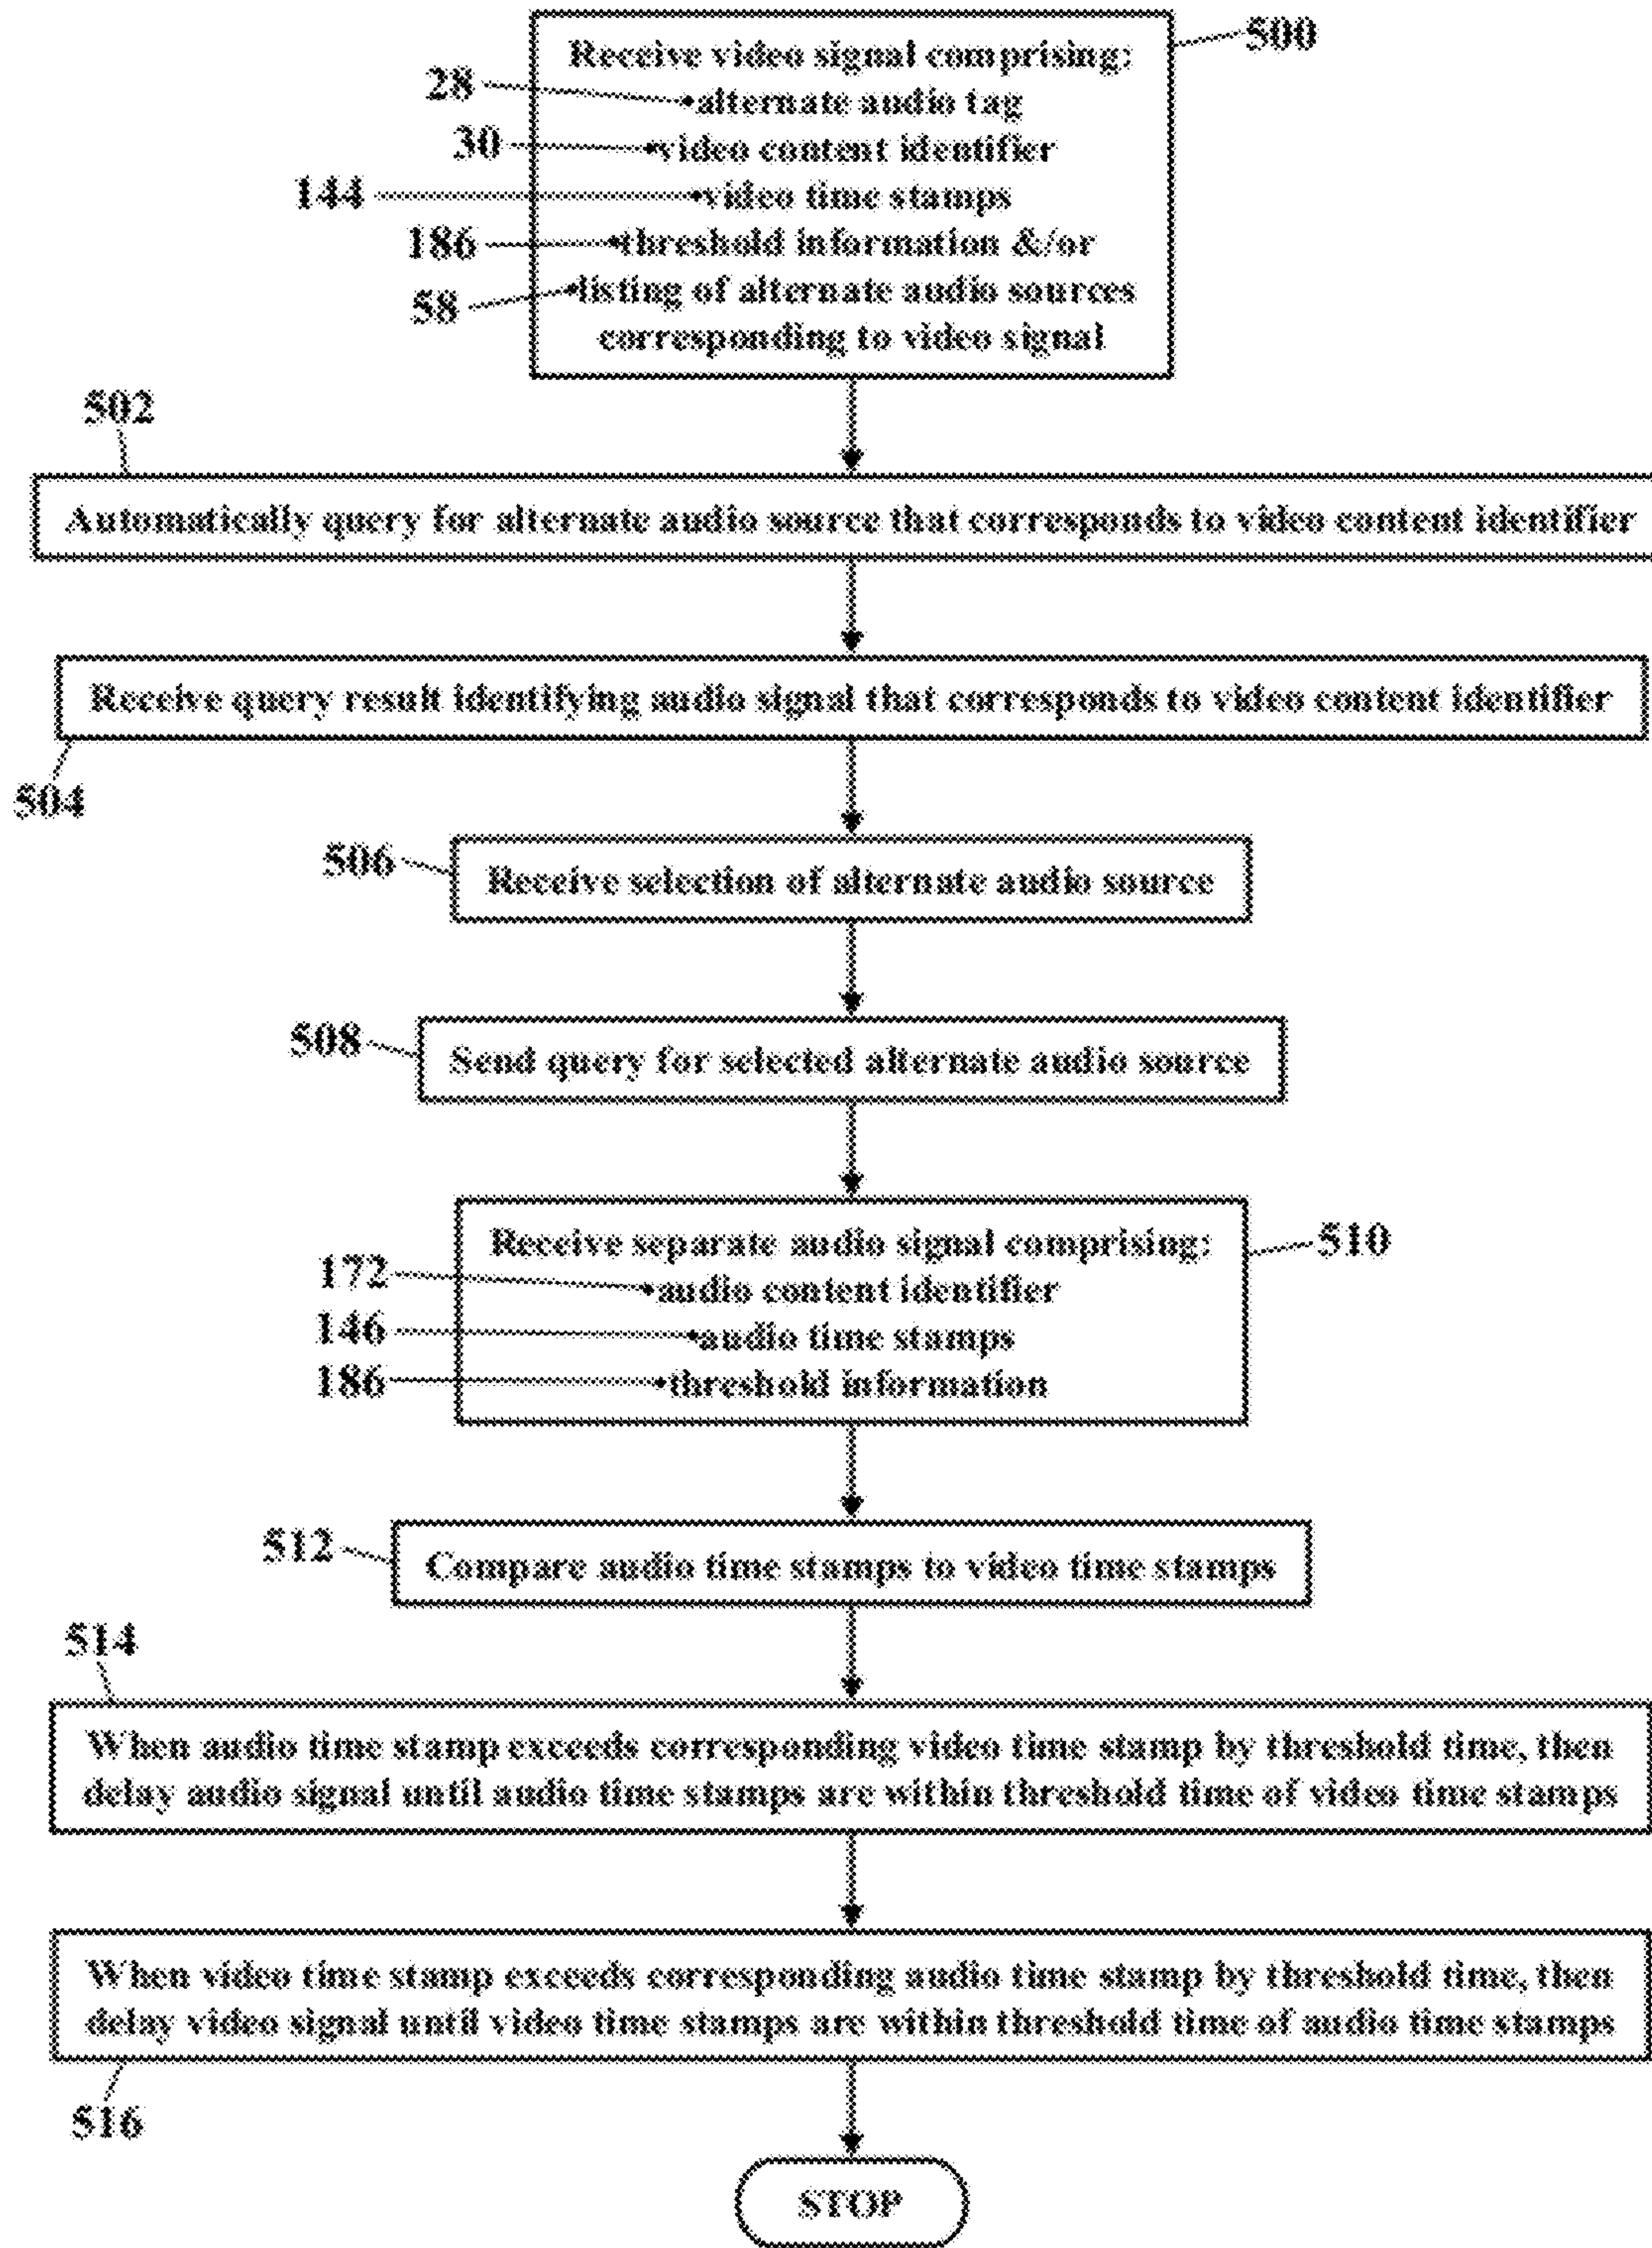 Receive video signal comprising:
500
28
•alternate audio tag
30
•video content identifier
144
•video time stamps
186
•threshold information &/or
58
•listing of alternate audio sources
corresponding to video signal
502
Automatically query for alternate audio source that corresponds to video content identifier
Receive query result identifying audio signal that corresponds to video content identifier
504
506
Receive selection of alternate audio source
508
Send query for selected alternate audio source
Receive separate audio signal comprising:
510
172
•audio content identifier
146
•audio time stamps
186
•threshold information
512
Compare audio time stamps to video time stamps
514
When audio time stamp exceeds corresponding video time stamp by threshold time, then
delay audio signal until audio time stamps are within threshold time of video time stamps
When video time stamp exceeds corresponding audio time stamp by threshold time, then
delay video signal until video time stamps are within threshold time of audio time stamps
516
STOP